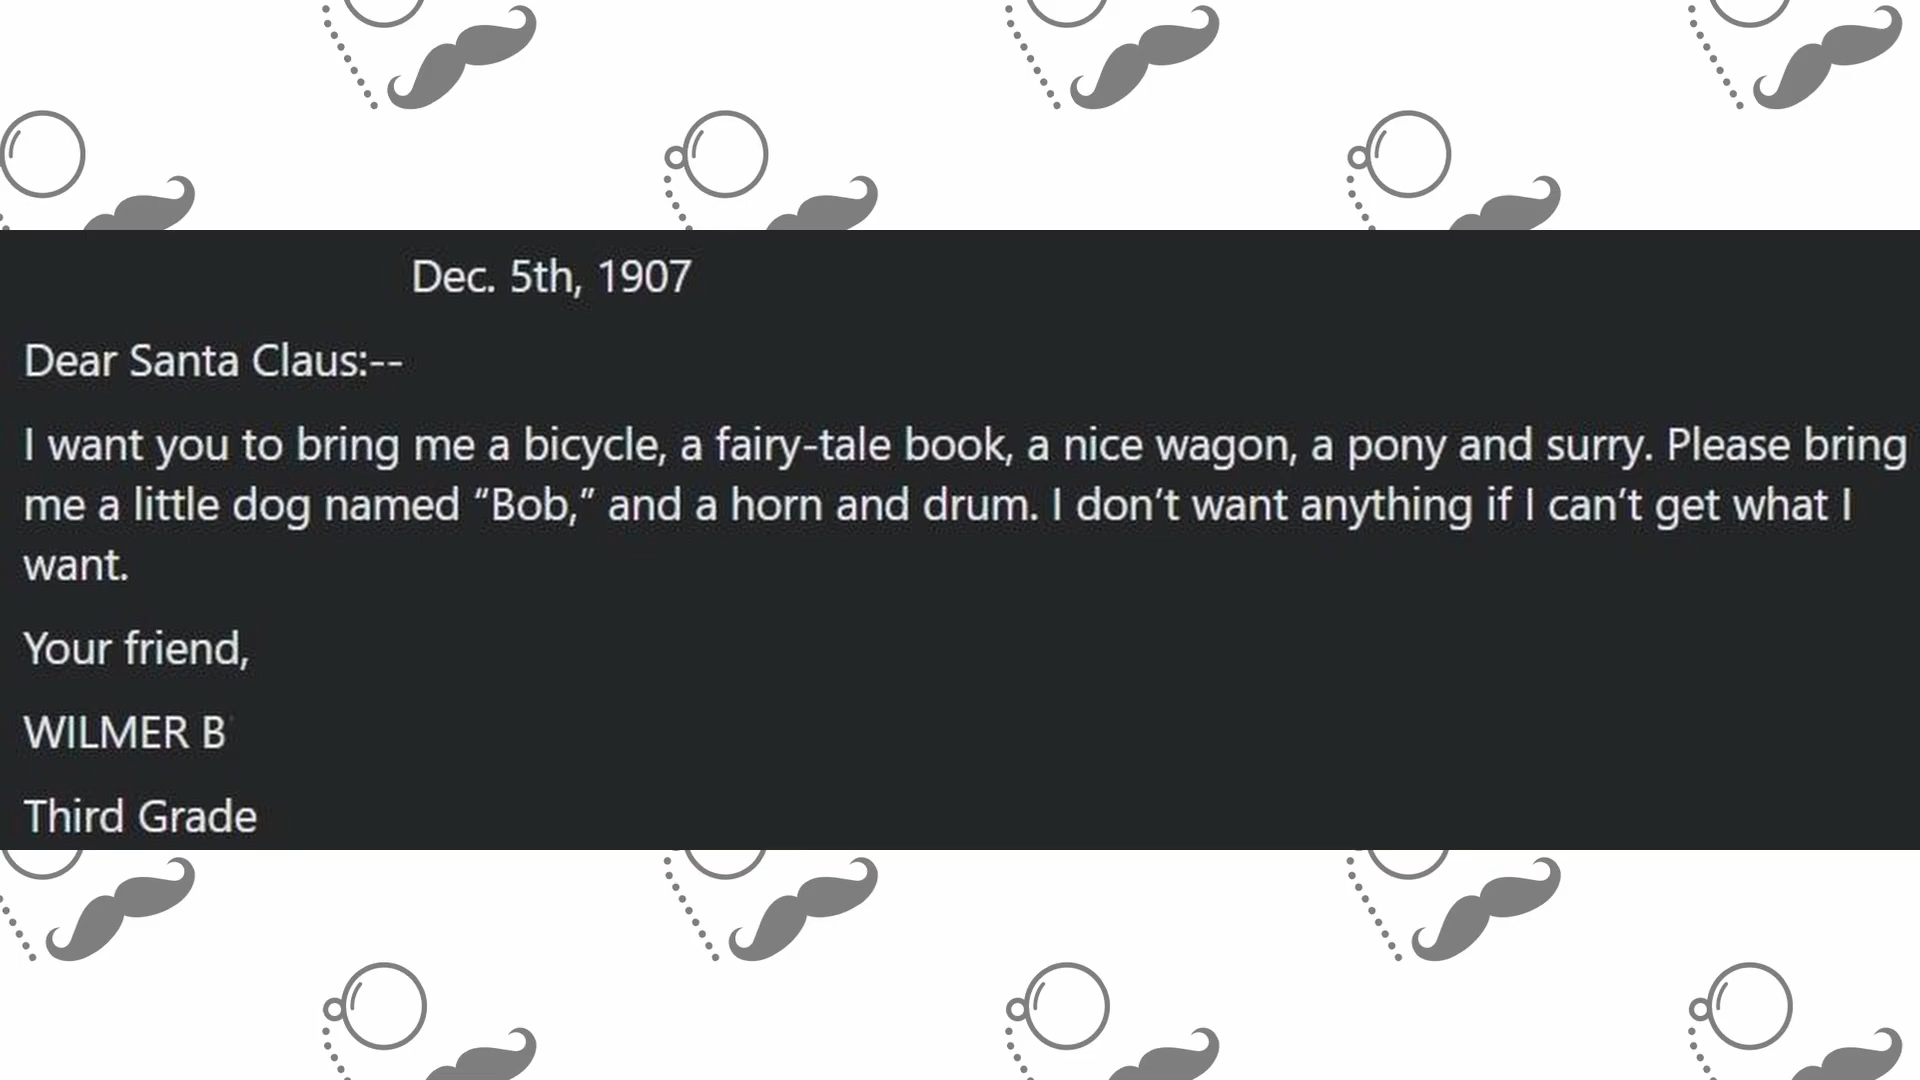 Dec. 5th, 1907
Dear Santa Claus:--
I want you to bring me a bicycle, a fairy-tale book, a nice wagon, a pony and surry. Please bring
me a little dog named “Bob,” and a horn and drum. I don’t want anything if I can’t get what I
want.
Your friend,
WILMER B
Third Grade